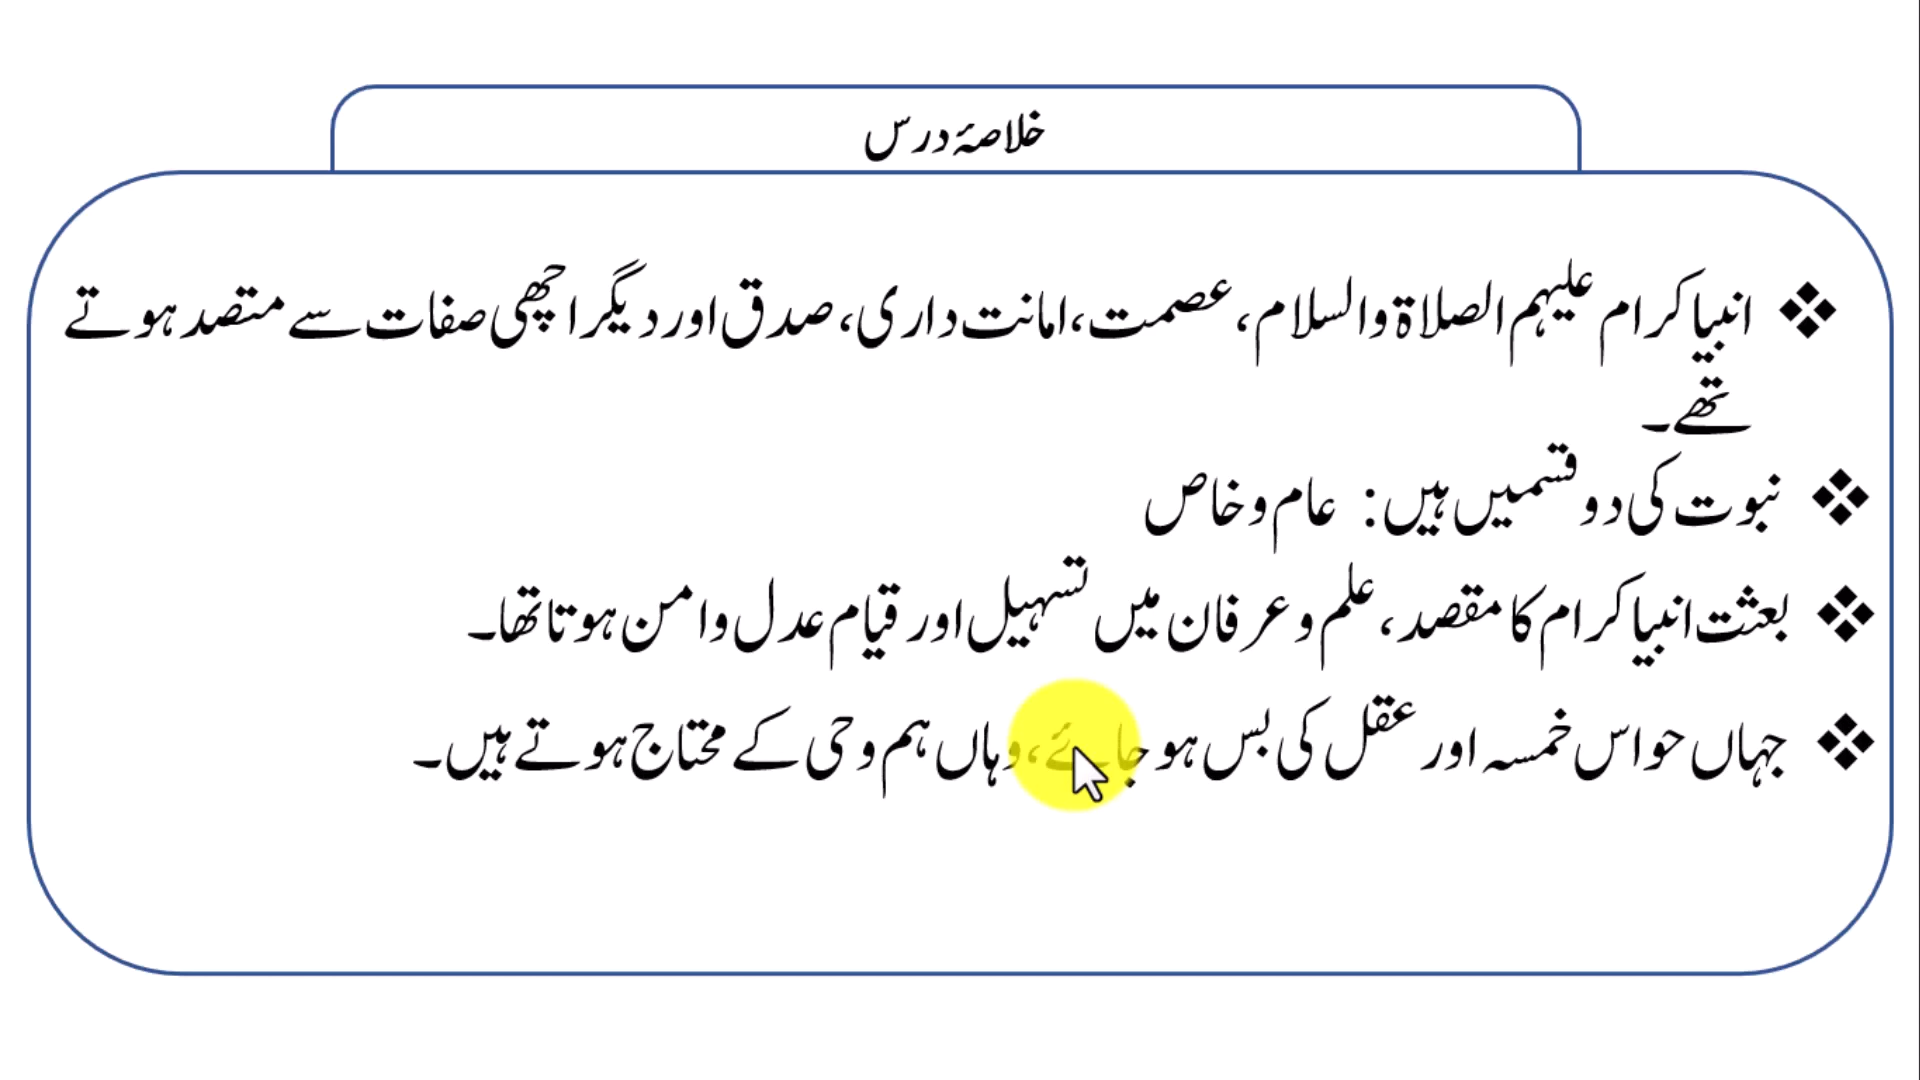 خلاصۂ درس
❖ انبیا کرام علیہم الصلاۃ والسلام، عصمت، امانت داری، صدق اور دیگر اچھی صفات سے متصد ہوتے
تھے۔
❖ نبوت کی دو قسمیں ہیں: عام و خاص
❖ بعثت انبیا کرام کا مقصد، علم و عرفان میں تسہیل اور قیام عدل وامن ہوتا تھا۔
❖ جہاں حواس خمسہ اور عقل کی بس ہو جائے، وہاں ہم وحی کے محتاج ہوتے ہیں۔